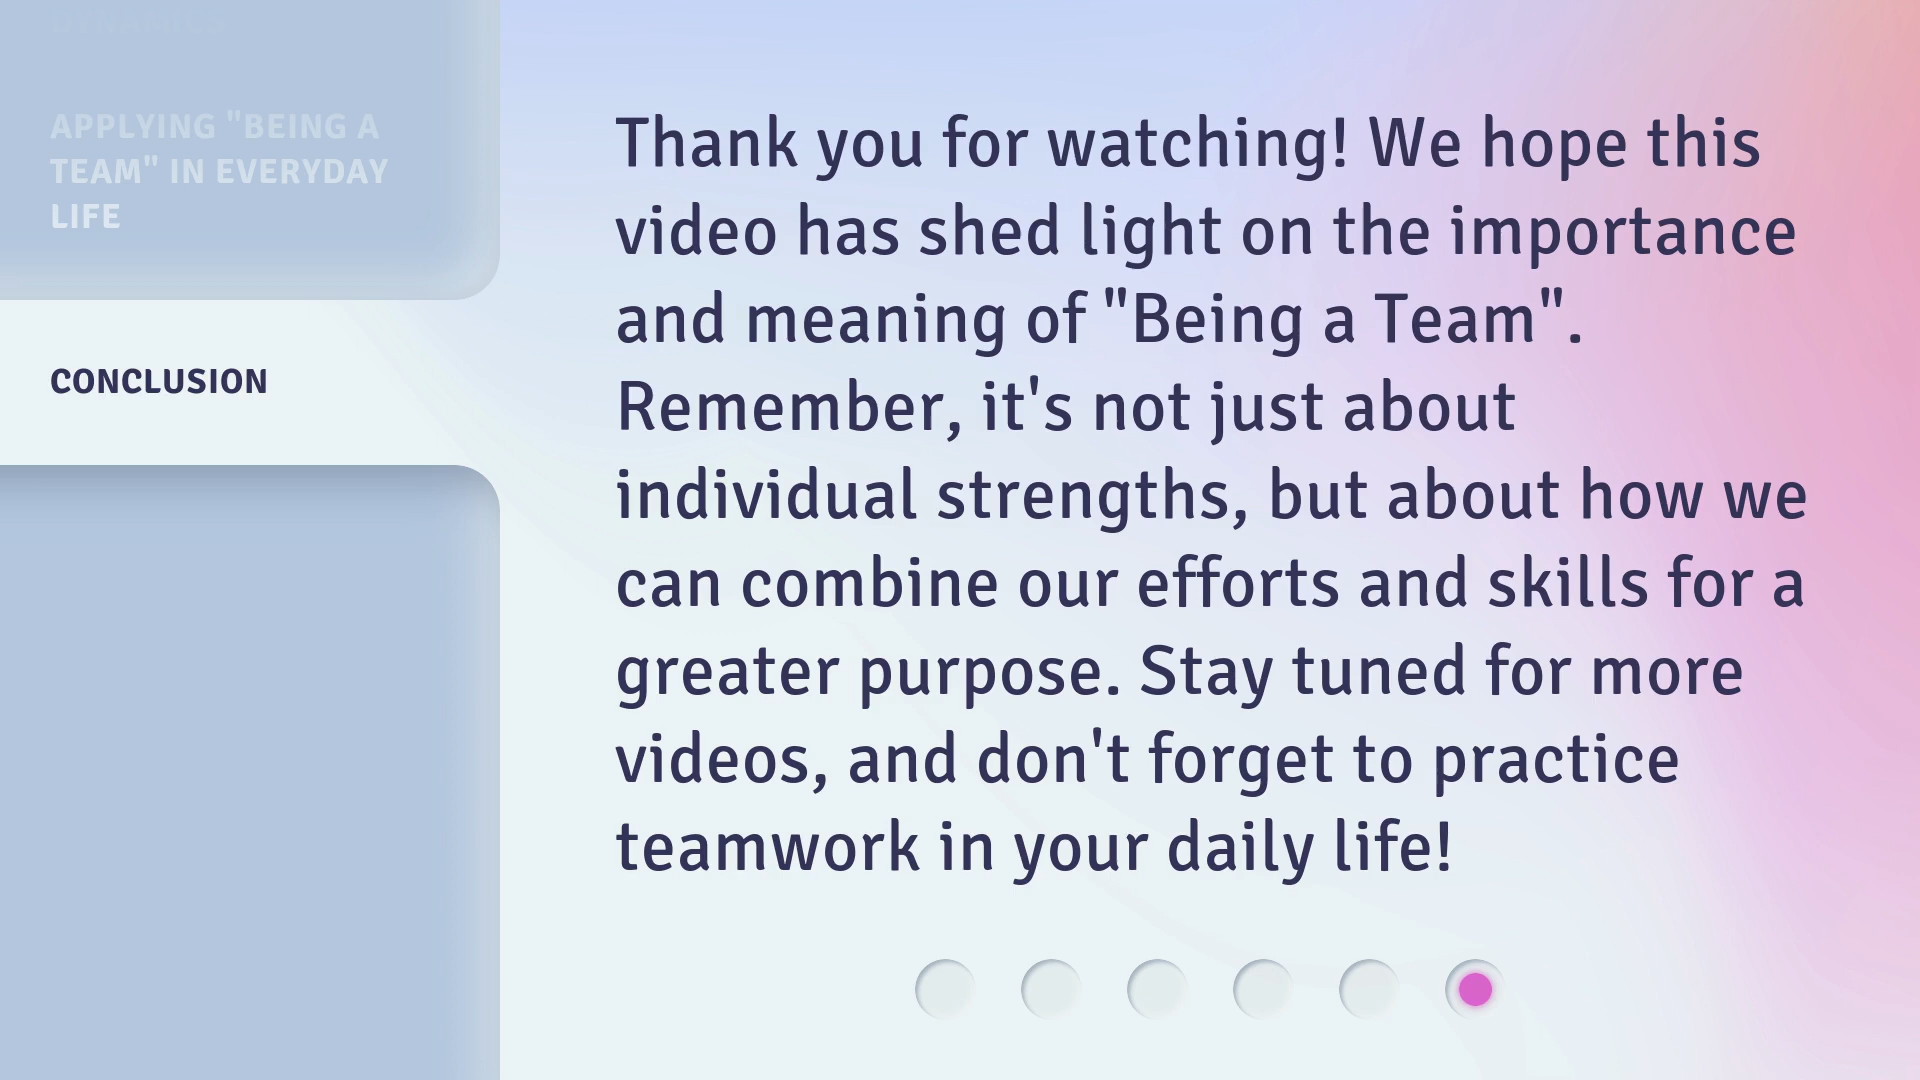 DYNAMICS
APPLYING "BEING A
TEAM" IN EVERYDAY
LIFE
CONCLUSION
Thank you for watching! We hope this
video has shed light on the importance
and meaning of "Being a Team".
Remember, it's not just about
individual strengths, but about how we
can combine our efforts and skills for a
greater purpose. Stay tuned for more
videos, and don't forget to practice
teamwork in your daily life!